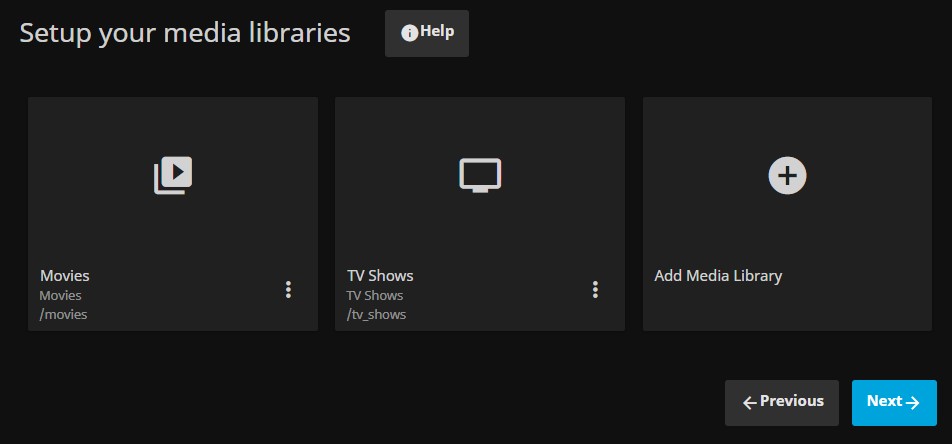 Setup your media libraries
Help
Movies
Movies
/movies
TV Shows
TV Shows
/tv_shows
Add Media Library
Previous
Next